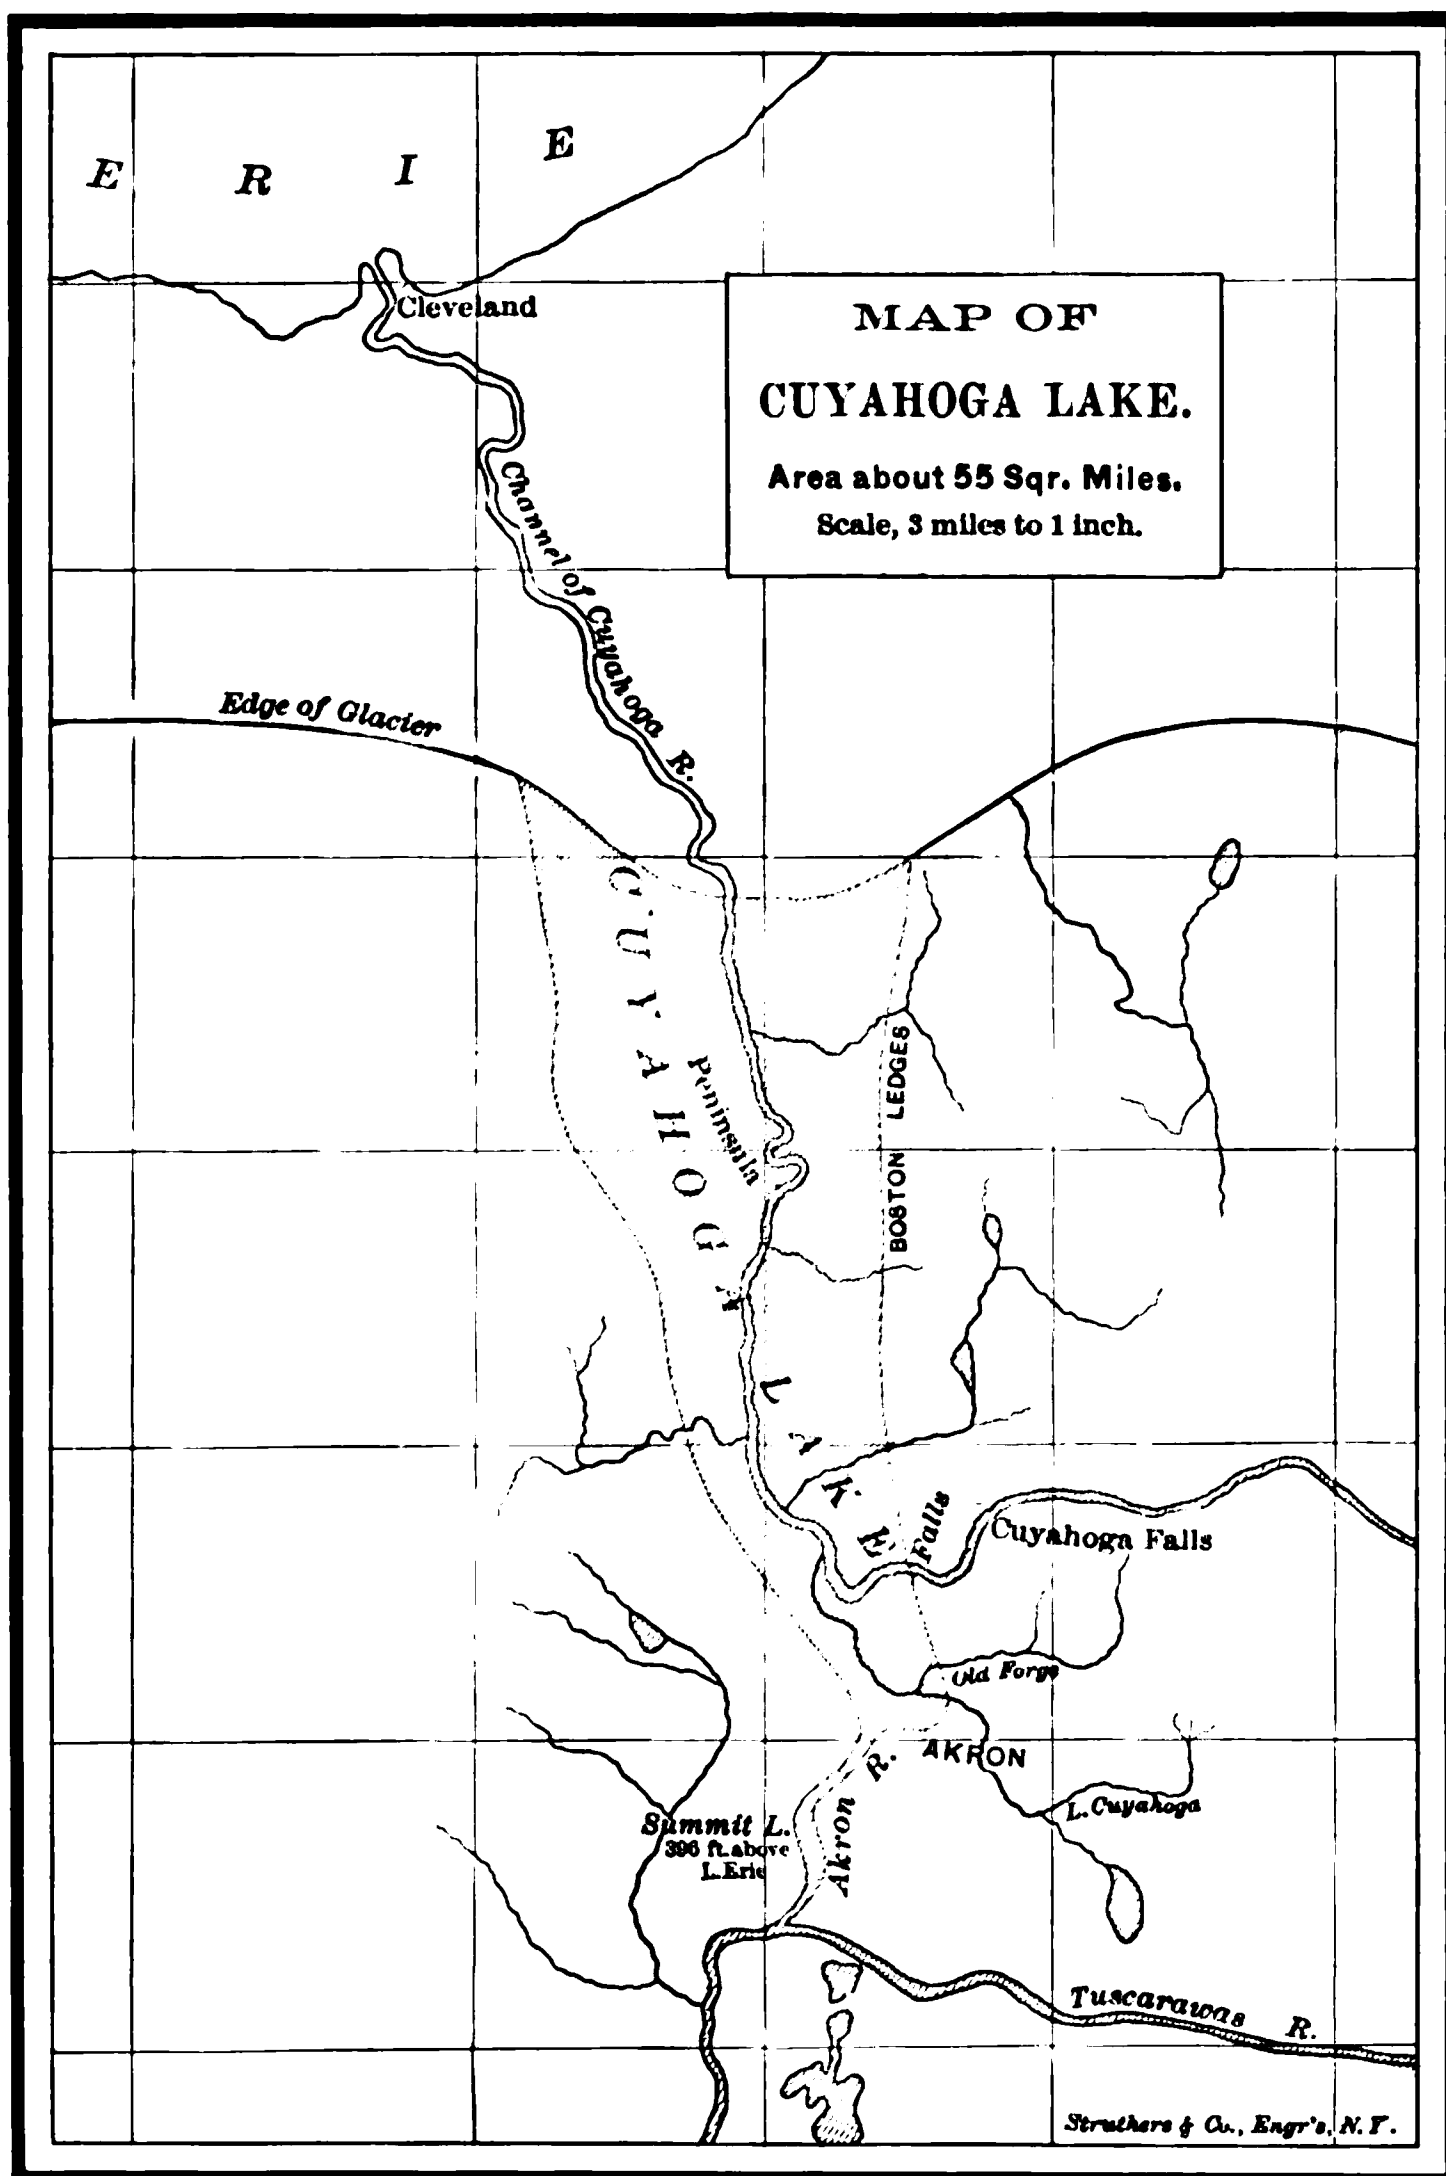 ERIE
Cleveland
MAP OF
CUYAHOGA LAKE.
Area about 55 Sqr. Miles.
Scale, 3 miles to 1 inch.
Channel of Cuyahoga R.
Edge of Glacier
CUYAHOGA LAKE
Peninsula
BOSTON LEDGES
Falls
Cuyahoga Falls
Old Forge
AKRON
Akron R.
L. Cuyahoga
Summit L.
396 ft. above
L. Erie
Tuscarawas R.
Struthers & Co., Engr's, N. Y.